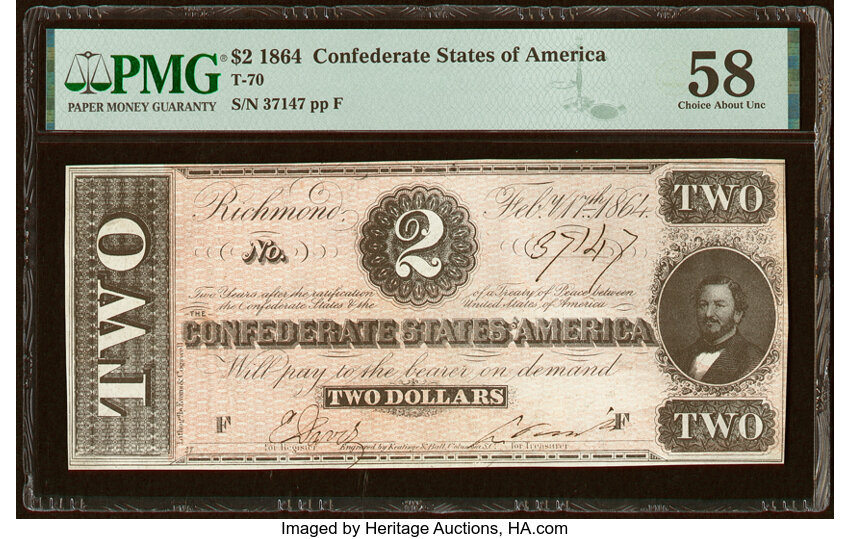 PMG
PAPER MONEY GUARANTY
$2 1864 Confederate States of America
T-70
S/N 37147 pp F
58
Choice About Unc
TWO
Richmond,
2
Feby. 17th. 1864.
TWO
No.
37147
Two Years after the ratification
of a Treaty of Peace between
the Confederate States & the
United States of America
THE
CONFEDERATE STATES AMERICA
Will pay to the bearer on demand
TWO DOLLARS
F
F
for Register
Engraved by Keatinge & Ball, Columbia, S.C.
for Treasurer
TWO
Imaged by Heritage Auctions, HA.com